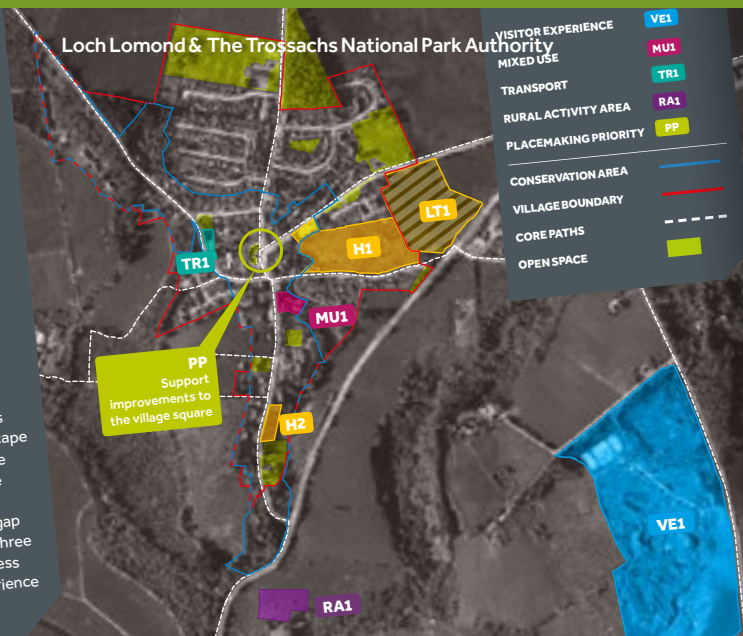 Loch Lomond & The Trossachs National Park Authority
VISITOR EXPERIENCE VE1
MIXED USE MU1
TRANSPORT TR1
RURAL ACTIVITY AREA RA1
PLACEMAKING PRIORITY PP
CONSERVATION AREA
VILLAGE BOUNDARY
CORE PATHS
OPEN SPACE
LT1
H1
TR1
MU1
PP
Support
improvements to
the village square
H2
VE1
RA1
gap
ess